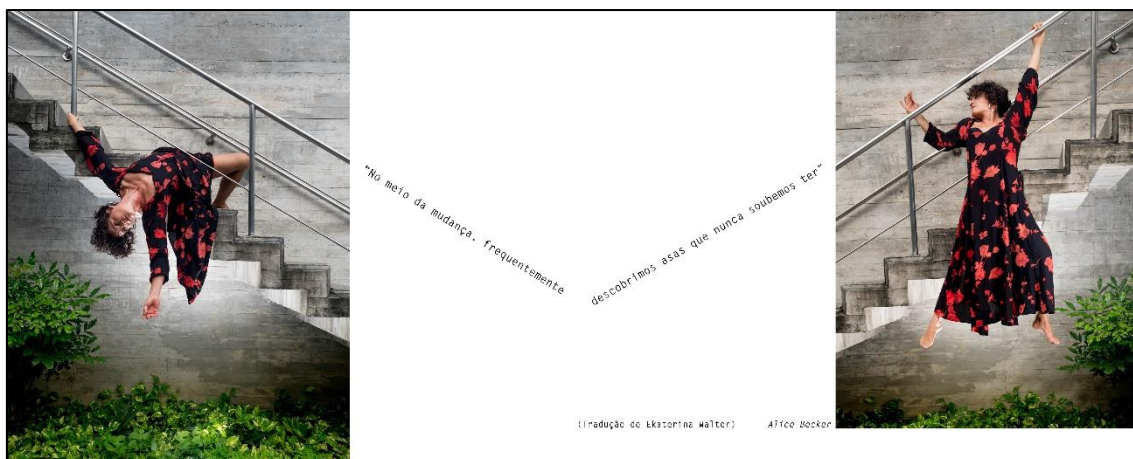 "No meio da mudança, frequentemente
descobrimos asas que nunca soubemos ter"
(Tradução de Ekaterina Walter) Alice Becker